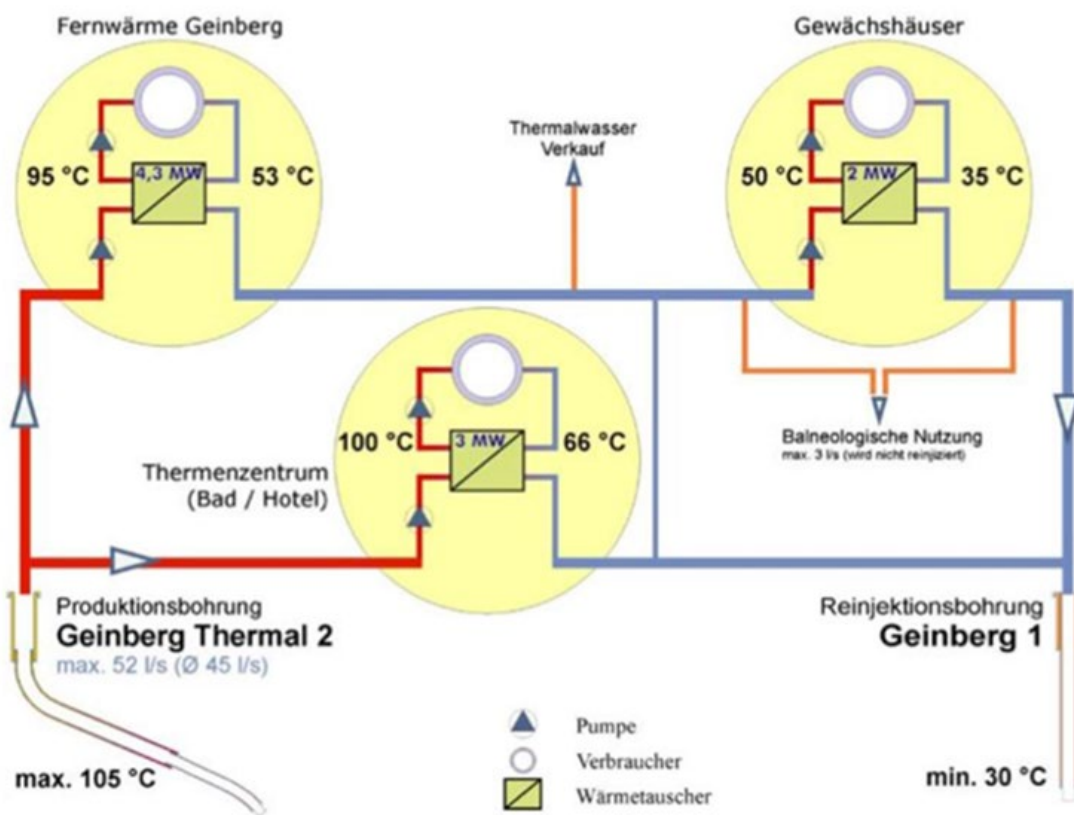 Fernwärme Geinberg
Gewächshäuser
Thermalwasser
Verkauf
95 °C
4,3 MW
53 °C
50 °C
2 MW
35 °C
100 °C
3 MW
66 °C
Balneologische Nutzung
max. 3 l/s (wird nicht reinjiziert)
Thermenzentrum
(Bad / Hotel)
Produktionsbohrung
Geinberg Thermal 2
max. 52 l/s (Ø 45 l/s)
Reinjektionsbohrung
Geinberg 1
Pumpe
Verbraucher
Wärmetauscher
max. 105 °C
min. 30 °C